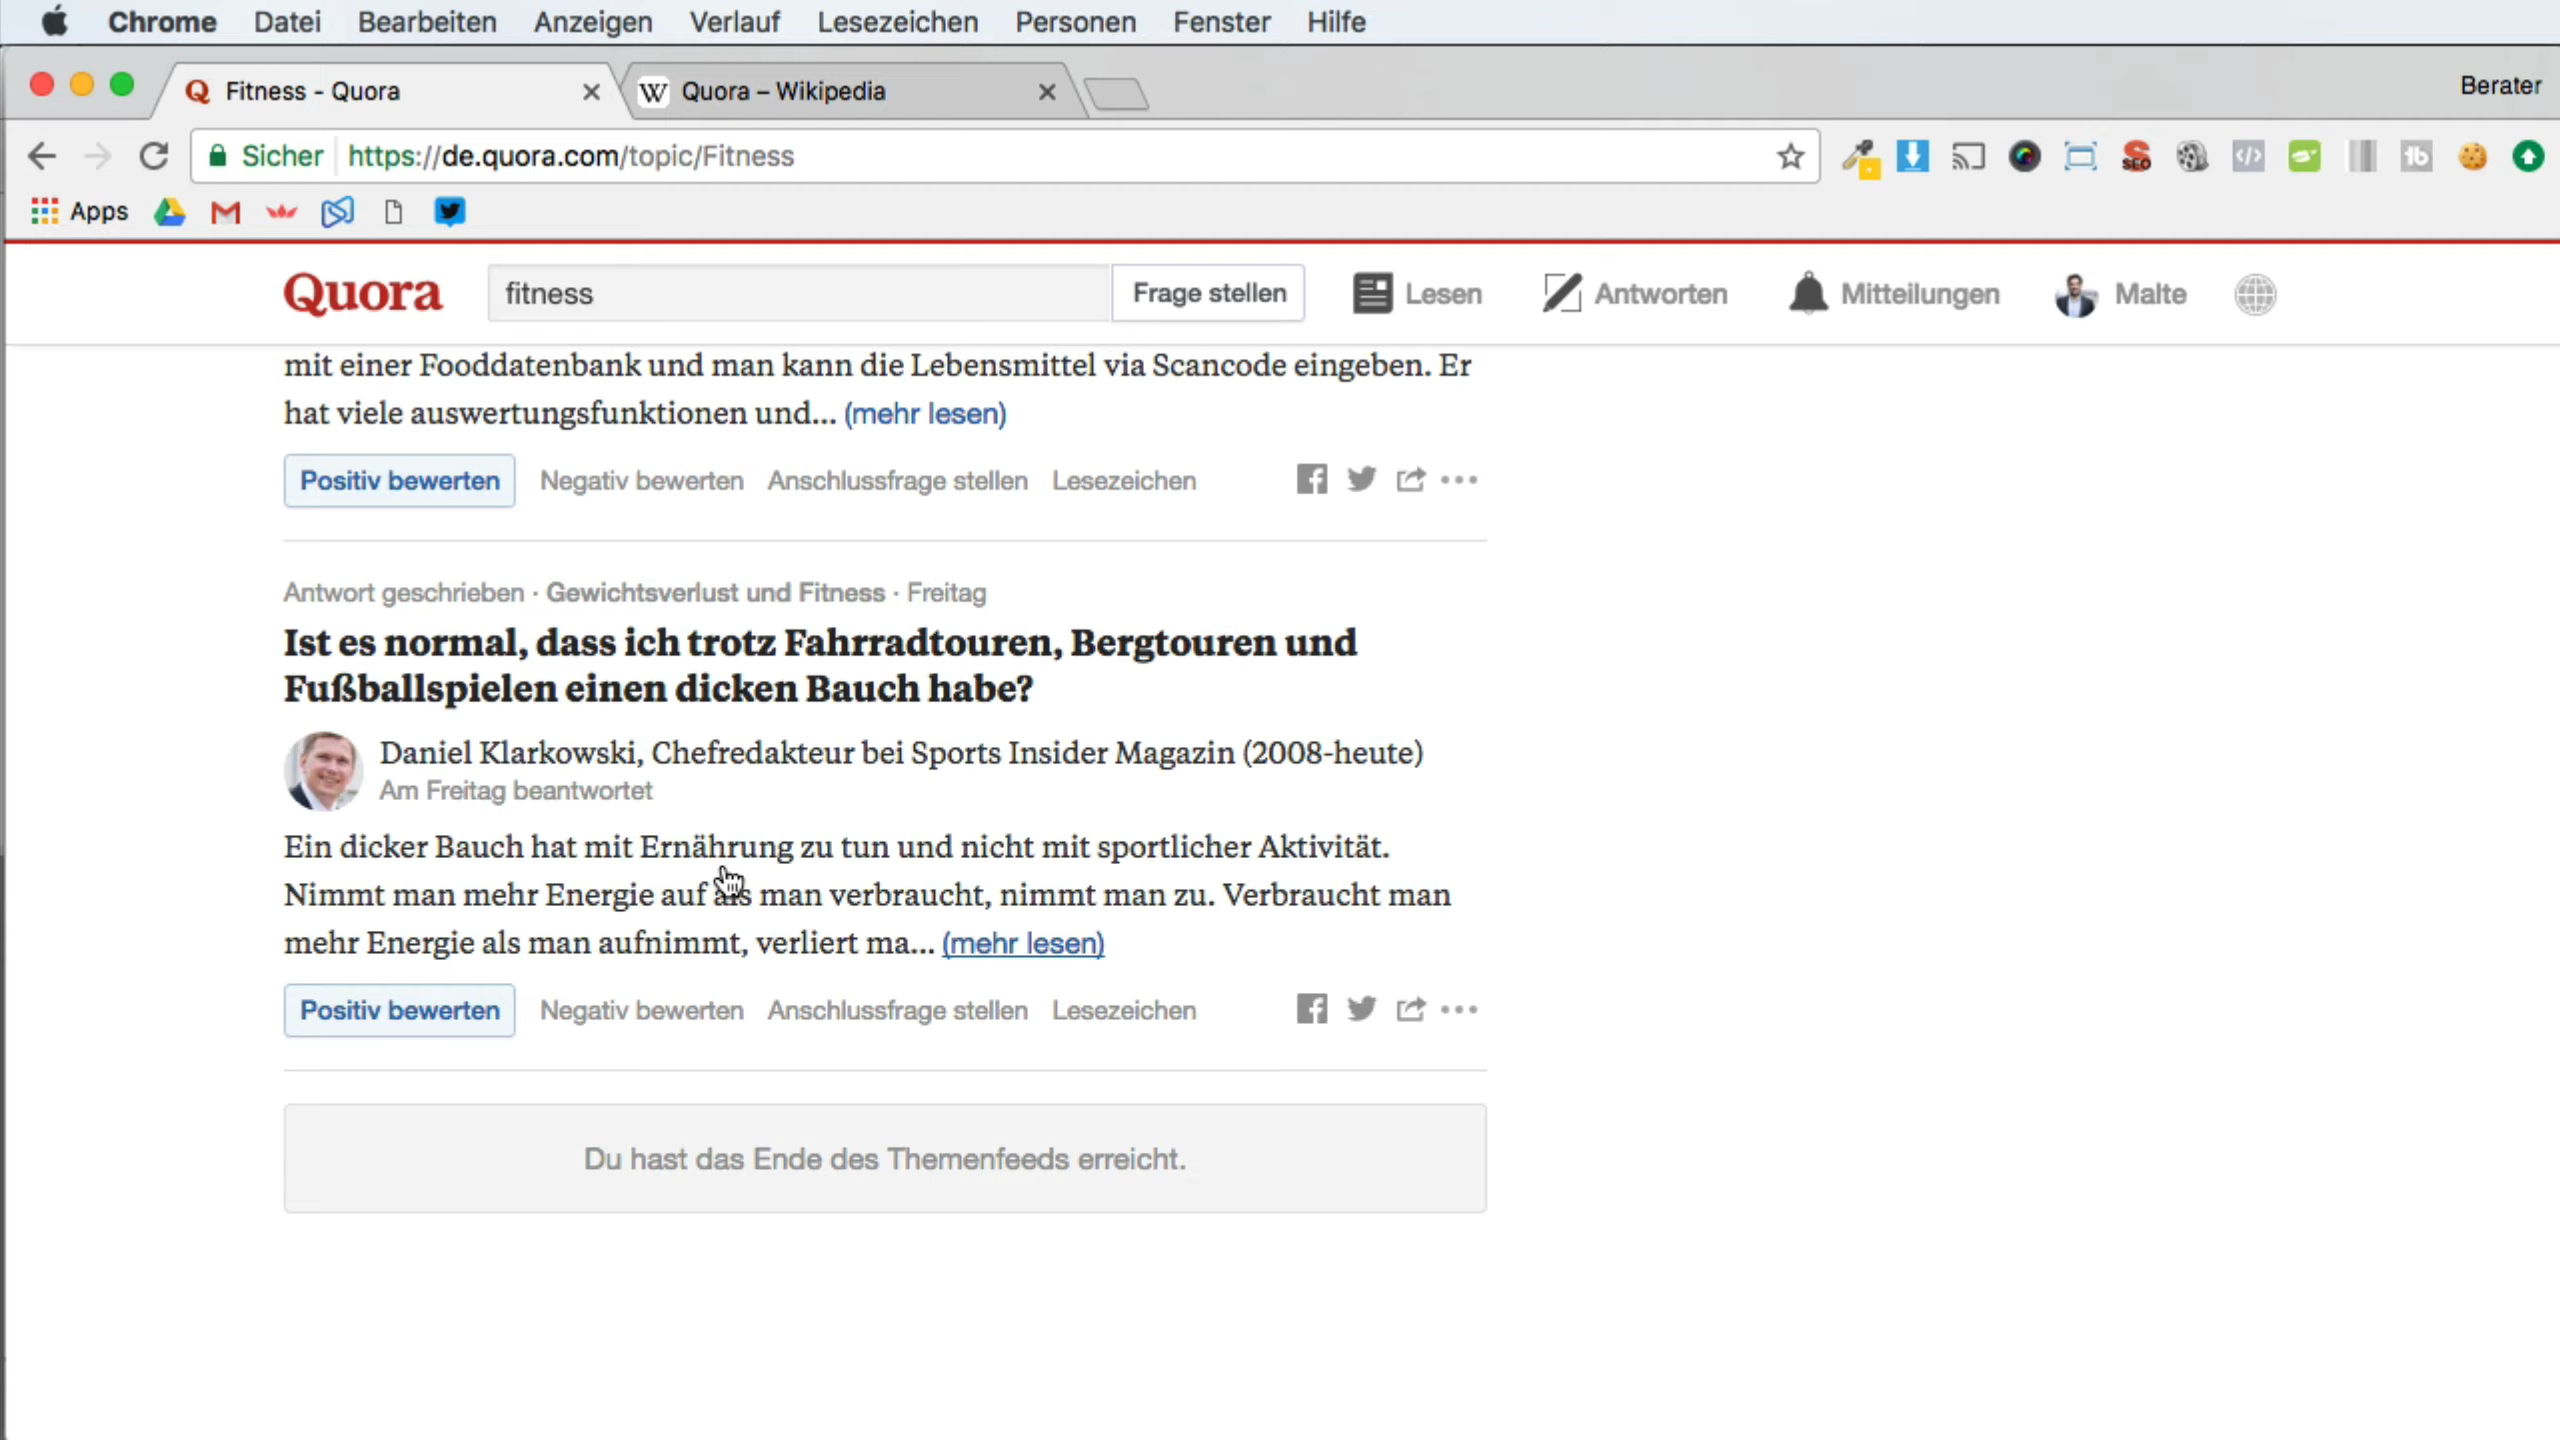 Chrome Datei Bearbeiten Anzeigen Verlauf Lesezeichen Personen Fenster Hilfe
Fitness - Quora
Quora – Wikipedia
Berater
Sicher https://de.quora.com/topic/Fitness
SEO
Apps
Quora
fitness
Frage stellen
Lesen
Antworten
Mitteilungen
Malte
mit einer Fooddatenbank und man kann die Lebensmittel via Scancode eingeben. Er
hat viele auswertungsfunktionen und... (mehr lesen)
Positiv bewerten Negativ bewerten Anschlussfrage stellen Lesezeichen
Antwort geschrieben · Gewichtsverlust und Fitness · Freitag
Ist es normal, dass ich trotz Fahrradtouren, Bergtouren und
Fußballspielen einen dicken Bauch habe?
Daniel Klarkowski, Chefredakteur bei Sports Insider Magazin (2008-heute)
Am Freitag beantwortet
Ein dicker Bauch hat mit Ernährung zu tun und nicht mit sportlicher Aktivität.
Nimmt man mehr Energie auf als man verbraucht, nimmt man zu. Verbraucht man
mehr Energie als man aufnimmt, verliert ma... (mehr lesen)
Positiv bewerten Negativ bewerten Anschlussfrage stellen Lesezeichen
Du hast das Ende des Themenfeeds erreicht.